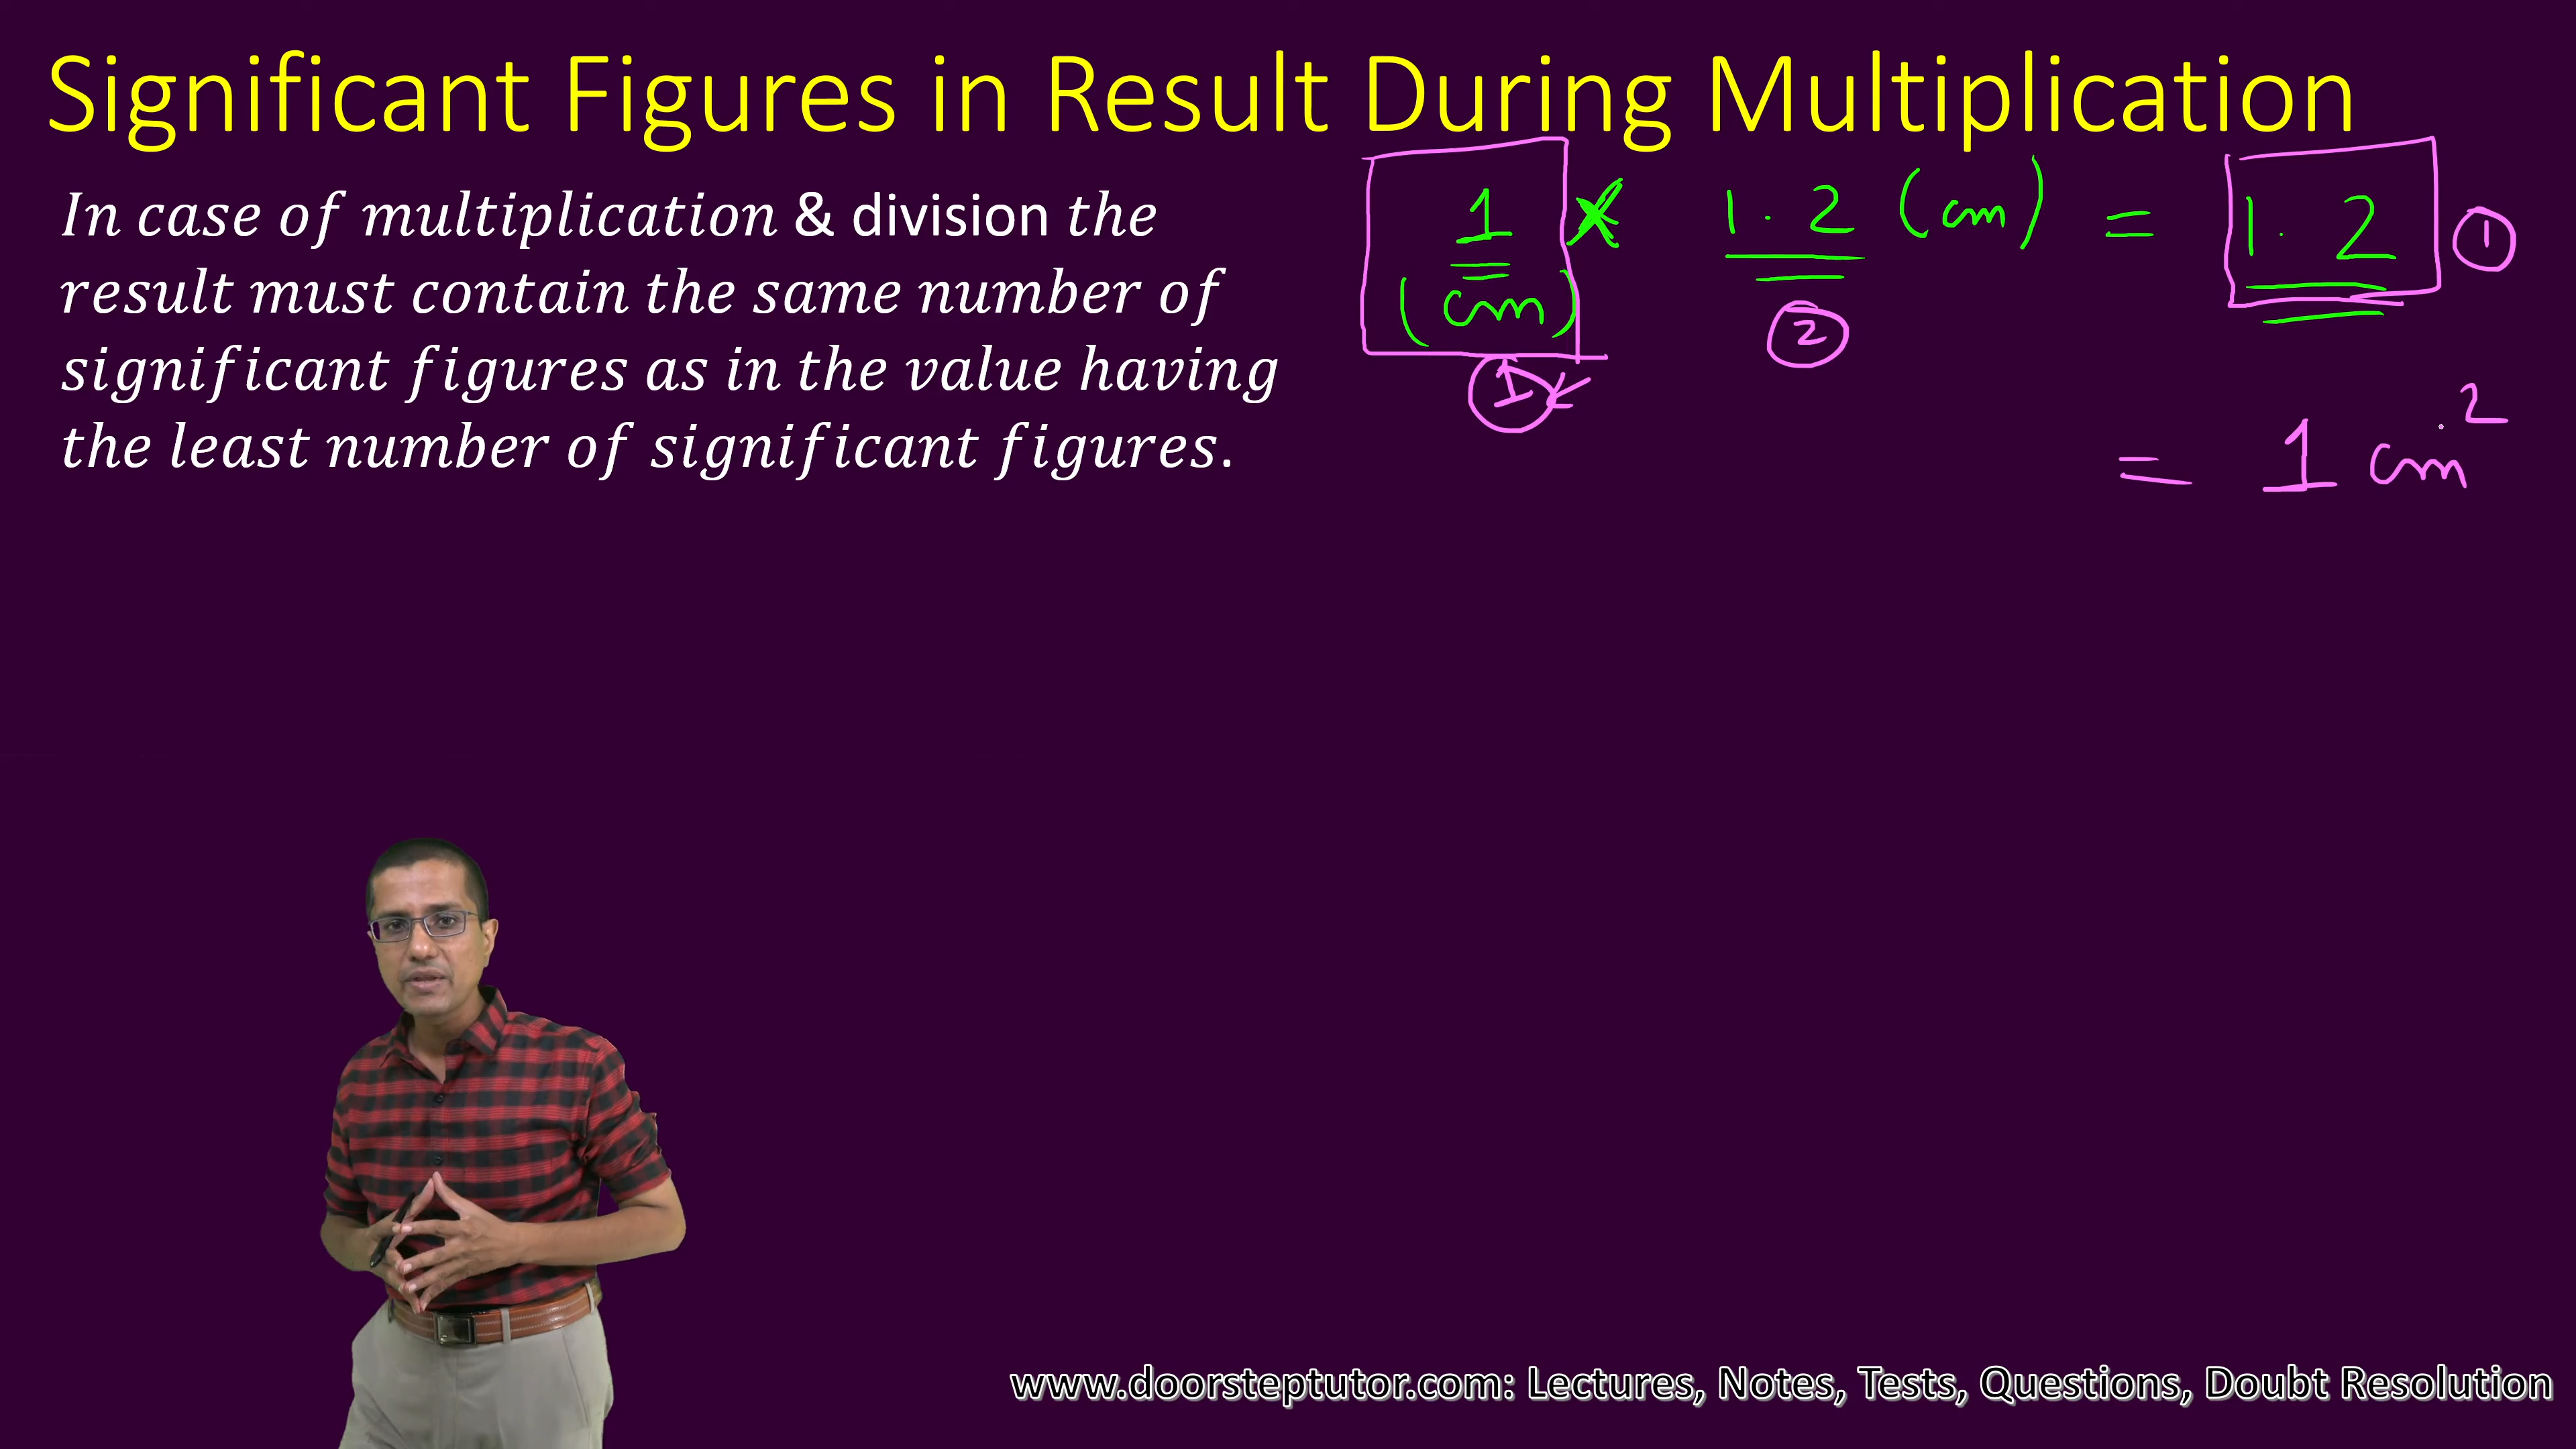 Significant Figures in Result During Multiplication
In case of multiplication & division the
result must contain the same number of
significant figures as in the value having
the least number of significant figures.
1 * 1.2 (cm) = 1.2 1
(cm)
1 2
= 1 cm²
www.doorsteptutor.com: Lectures, Notes, Tests, Questions, Doubt Resolution